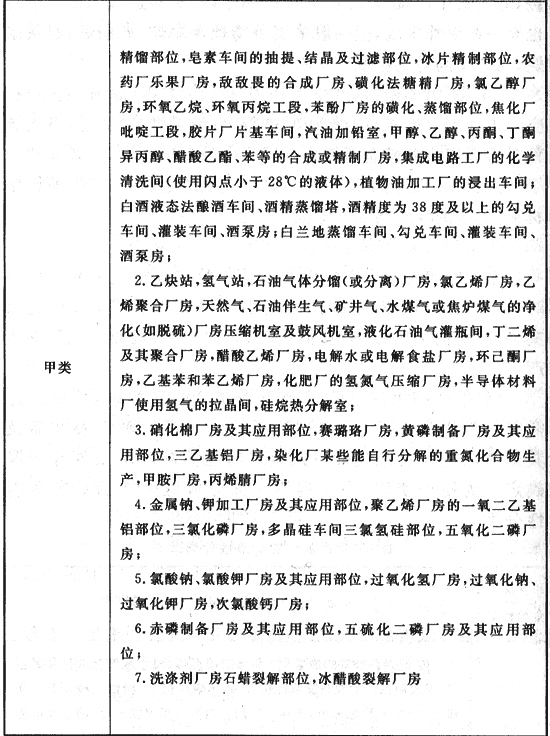 精馏部位,皂素车间的抽提、结晶及过滤部位,冰片精制部位,农
药厂乐果厂房,敌敌畏的合成厂房、磺化法糖精厂房,氯乙醇厂
房,环氧乙烷、环氧丙烷工段,苯酚厂房的磺化、蒸馏部位,焦化厂
吡啶工段,胶片厂片基车间,汽油加铅室,甲醇、乙醇、丙酮、丁酮
异丙醇、醋酸乙酯、苯等的合成或精制厂房,集成电路工厂的化学
清洗间(使用闪点小于28℃的液体),植物油加工厂的浸出车间;
白酒液态法酿酒车间、酒精蒸馏塔,酒精度为38度及以上的勾兑
车间、灌装车间、酒泵房;白兰地蒸馏车间、勾兑车间、灌装车间、
酒泵房;
2.乙炔站,氢气站,石油气体分馏(或分离)厂房,氯乙烯厂房,乙
烯聚合厂房,天然气、石油伴生气、矿井气、水煤气或焦炉煤气的净
化(如脱硫)厂房压缩机室及鼓风机室,液化石油气灌瓶间,丁二烯
及其聚合厂房,醋酸乙烯厂房,电解水或电解食盐厂房,环己酮厂
房,乙基苯和苯乙烯厂房,化肥厂的氢氮气压缩厂房,半导体材料
厂使用氢气的拉晶间,硅烷热分解室;
甲类
3.硝化棉厂房及其应用部位,赛璐珞厂房,黄磷制备厂房及其应
用部位,三乙基铝厂房,染化厂某些能自行分解的重氮化合物生
产,甲胺厂房,丙烯腈厂房;
4.金属钠、钾加工厂房及其应用部位,聚乙烯厂房的一氧二乙基
铝部位,三氯化磷厂房,多晶硅车间三氯氢硅部位,五氧化二磷厂
房;
5.氯酸钠、氯酸钾厂房及其应用部位,过氧化氢厂房,过氧化钠、
过氧化钾厂房,次氯酸钙厂房;
6.赤磷制备厂房及其应用部位,五硫化二磷厂房及其应用部
位;
7.洗涤剂厂房石蜡裂解部位,冰醋酸裂解厂房